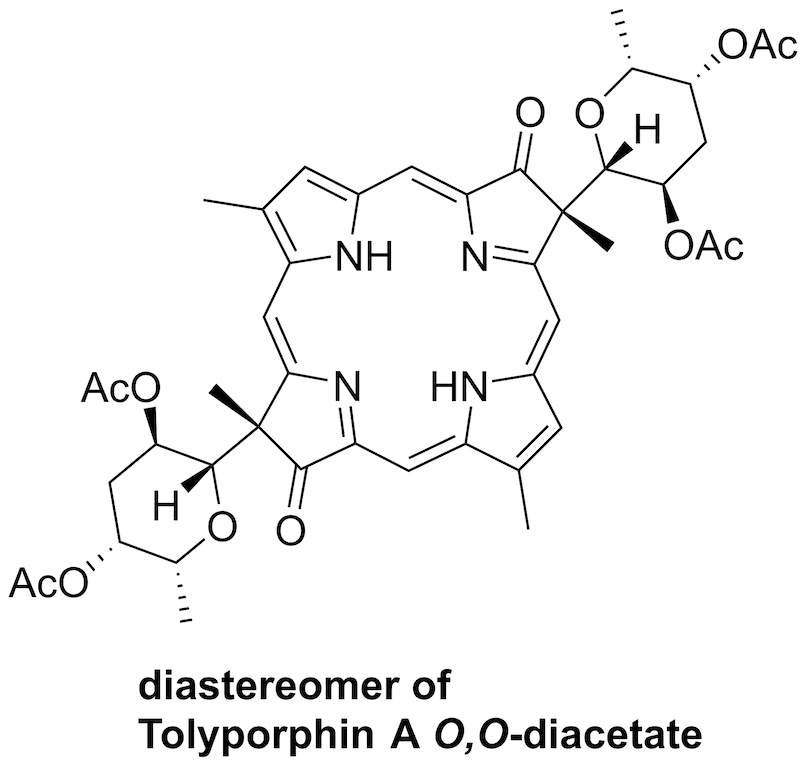 OAc
O
O
H
OAc
NH
N
N
HN
AcO
H
O
O
AcO
diastereomer of
Tolyporphin A O,O-diacetate